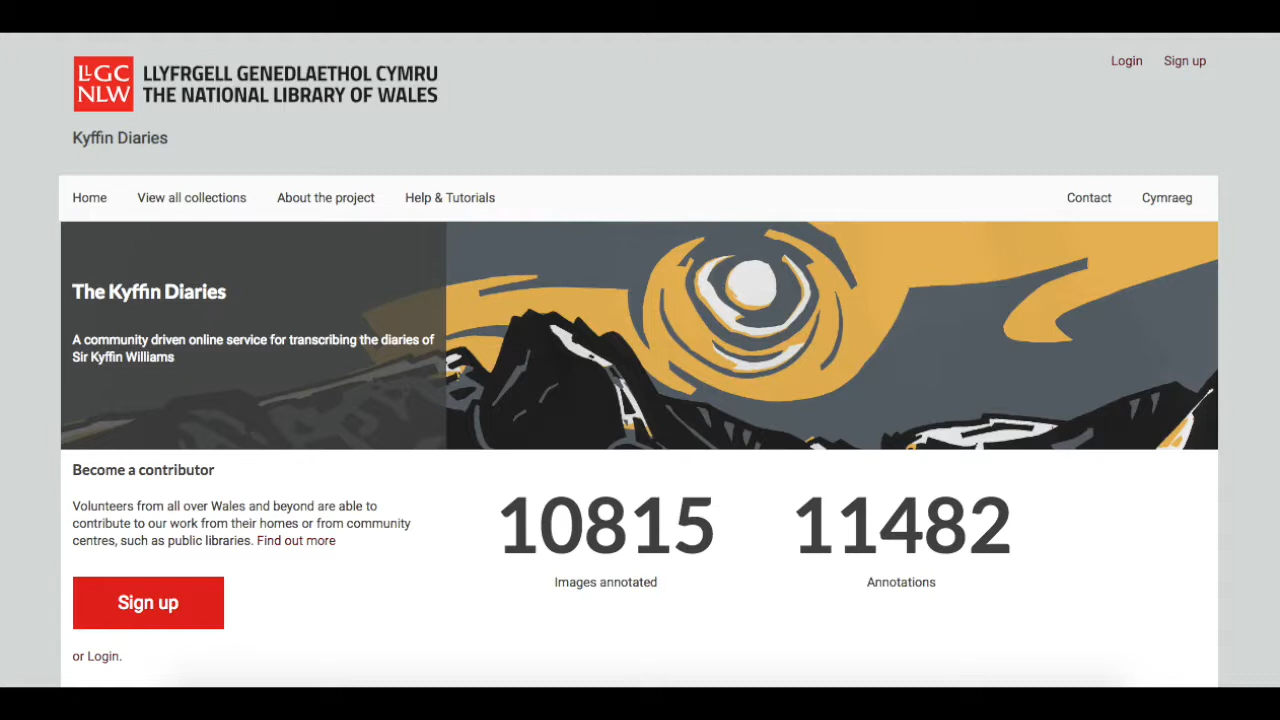 LLGC
NLW
LLYFRGELL GENEDLAETHOL CYMRU
THE NATIONAL LIBRARY OF WALES
Login Sign up
Kyffin Diaries
Home View all collections About the project Help & Tutorials Contact Cymraeg
The Kyffin Diaries
A community driven online service for transcribing the diaries of
Sir Kyffin Williams
Become a contributor
Volunteers from all over Wales and beyond are able to
contribute to our work from their homes or from community
centres, such as public libraries. Find out more
Sign up
or Login.
10815
Images annotated
11482
Annotations